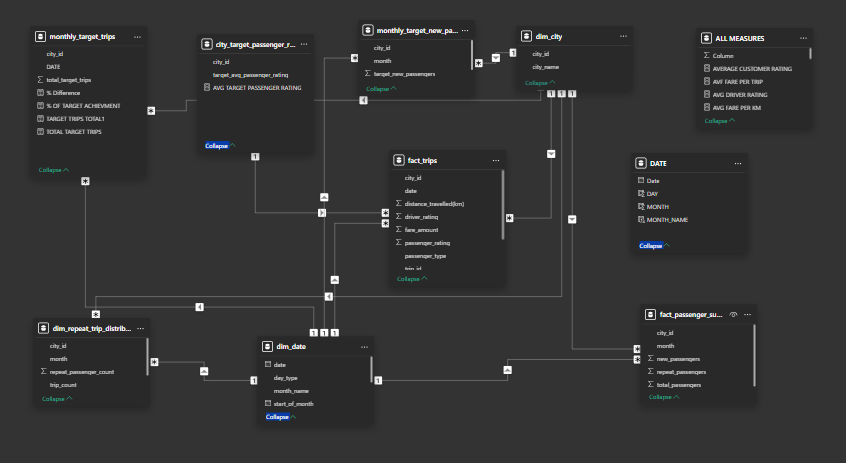 monthly_target_trips
city_id
DATE
total_target_trips
% Difference
% OF TARGET ACHIEVMENT
TARGET TRIPS TOTAL1
TOTAL TARGET TRIPS
Collapse
city_target_passenger_r...
city_id
target_avg_passenger_rating
AVG TARGET PASSENGER RATING
Collapse
monthly_target_new_pa...
city_id
month
target_new_passengers
Collapse
dim_city
city_id
city_name
Collapse
ALL MEASURES
Column
AVERAGE CUSTOMER RATING
AVF FARE PER TRIP
AVG DRIVER RATING
AVG FARE PER KM
Collapse
fact_trips
city_id
date
distance_travelled(km)
driver_rating
fare_amount
passenger_rating
passenger_type
trip_id
Collapse
DATE
Date
DAY
MONTH
MONTH_NAME
Collapse
dim_repeat_trip_distrib...
city_id
month
repeat_passenger_count
trip_count
Collapse
dim_date
date
day_type
month_name
start_of_month
Collapse
fact_passenger_su...
city_id
month
new_passengers
repeat_passengers
total_passengers
Collapse